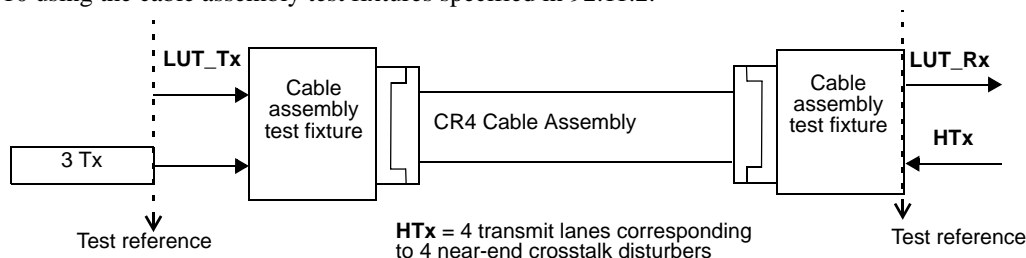 using the cable assembly test fixtures specified in 92.11.2.
LUT_Tx
LUT_Rx
Cable
assembly
test fixture
CR4 Cable Assembly
Cable
assembly
test fixture
HTx
3 Tx
HTx = 4 transmit lanes corresponding
to 4 near-end crosstalk disturbers
Test reference
Test reference